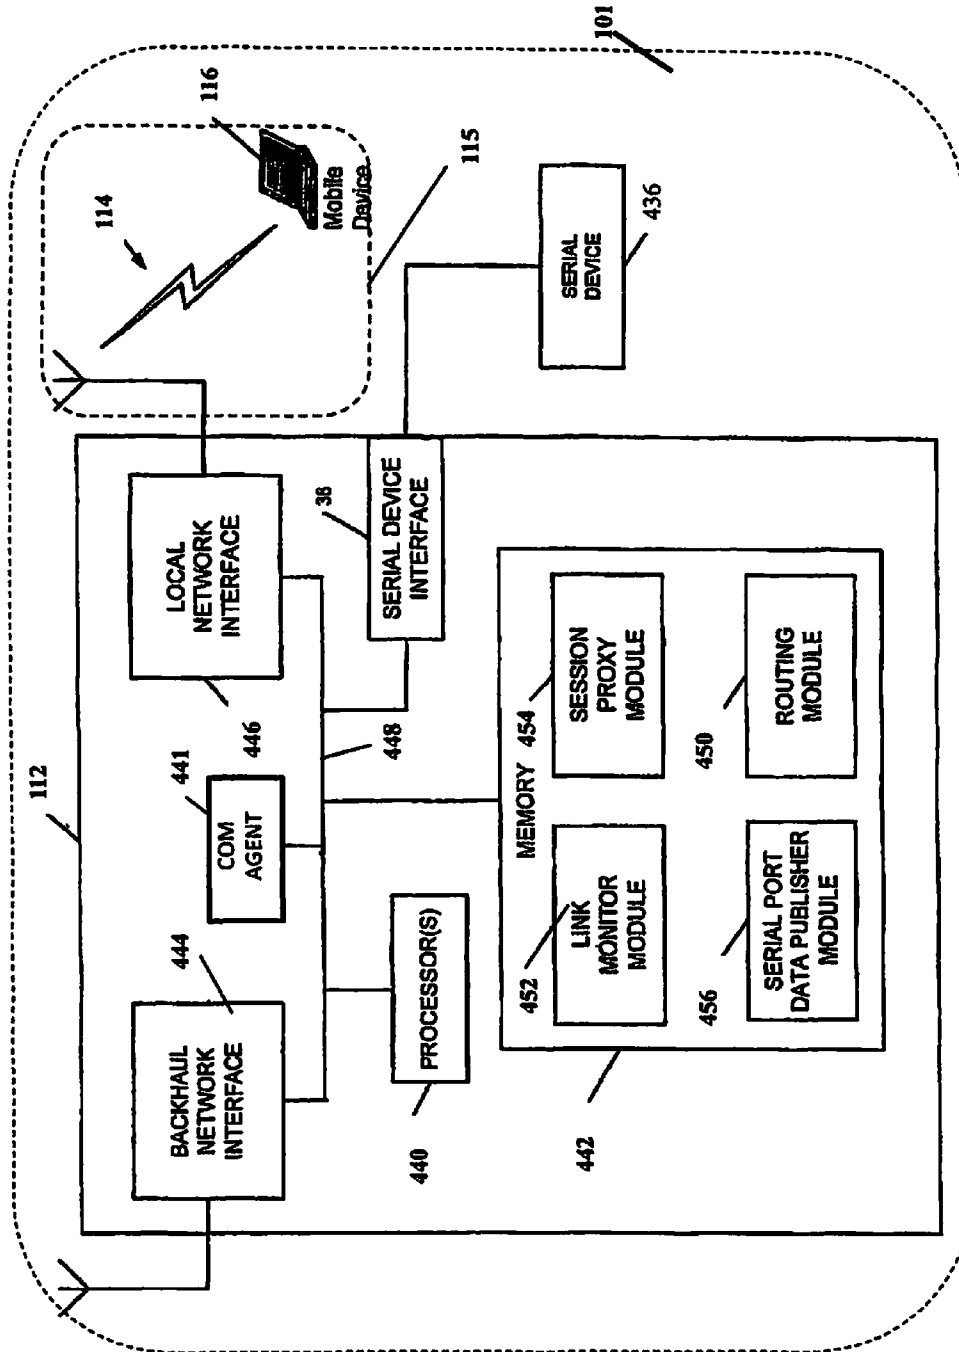 112
101
444
441
446
114
116
BACKHAUL
NETWORK
INTERFACE
COM
AGENT
LOCAL
NETWORK
INTERFACE
Mobile
Device
115
448
38
440
PROCESSOR(S)
SERIAL DEVICE
INTERFACE
SERIAL
DEVICE
436
442
MEMORY
452
LINK
MONITOR
MODULE
454
SESSION
PROXY
MODULE
456
SERIAL PORT
DATA PUBLISHER
MODULE
450
ROUTING
MODULE